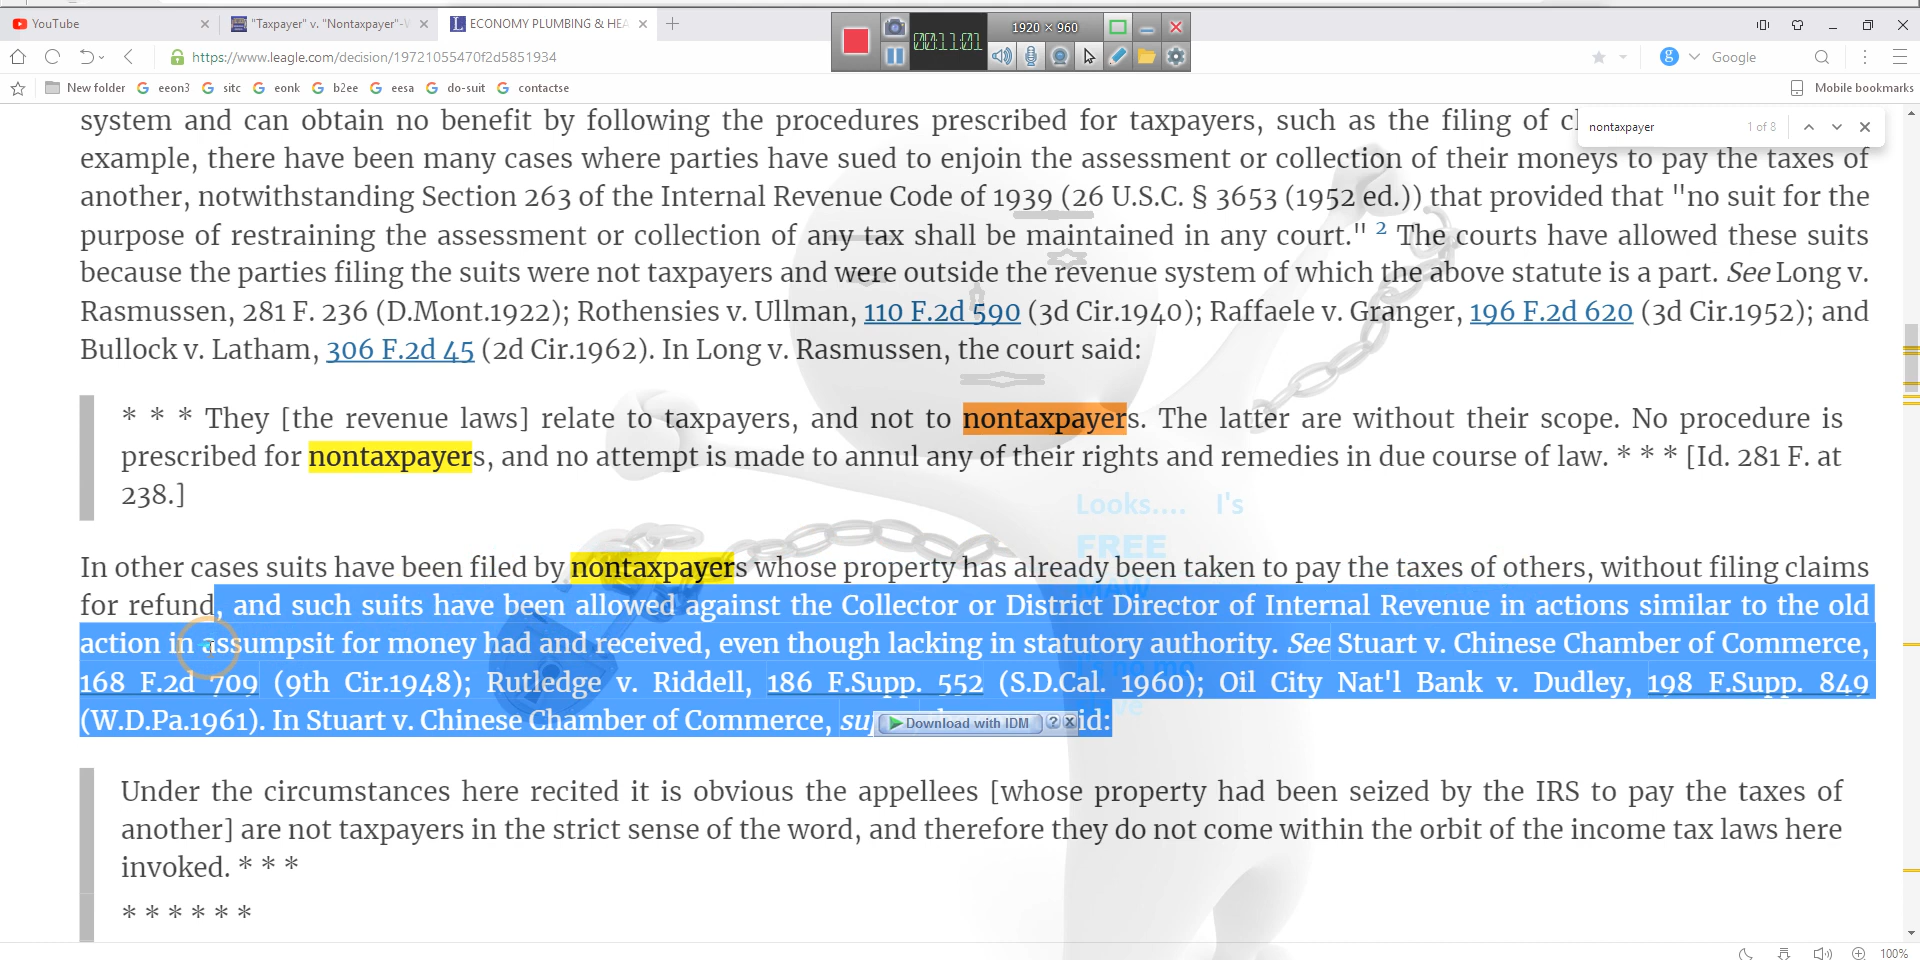 YouTube
"Taxpayer" v. "Nontaxpayer"-
ECONOMY PLUMBING & HEA
00:11:01
1920 × 960
https://www.leagle.com/decision/19721055470f2d5851934
Google
New folder eeon3 sitc eonk b2ee eesa do-suit contactse Mobile bookmarks
nontaxpayer 1 of 8
system and can obtain no benefit by following the procedures prescribed for taxpayers, such as the filing of
example, there have been many cases where parties have sued to enjoin the assessment or collection of their moneys to pay the taxes of
another, notwithstanding Section 263 of the Internal Revenue Code of 1939 (26 U.S.C. § 3653 (1952 ed.)) that provided that "no suit for the
purpose of restraining the assessment or collection of any tax shall be maintained in any court." 2 The courts have allowed these suits
because the parties filing the suits were not taxpayers and were outside the revenue system of which the above statute is a part. See Long v.
Rasmussen, 281 F. 236 (D.Mont.1922); Rothensies v. Ullman, 110 F.2d 590 (3d Cir.1940); Raffaele v. Granger, 196 F.2d 620 (3d Cir.1952); and
Bullock v. Latham, 306 F.2d 45 (2d Cir.1962). In Long v. Rasmussen, the court said:
* * * They [the revenue laws] relate to taxpayers, and not to nontaxpayers. The latter are without their scope. No procedure is
prescribed for nontaxpayers, and no attempt is made to annul any of their rights and remedies in due course of law. * * * [Id. 281 F. at
238.]
Looks.... I's
FREE
MAW
I's no mo
In other cases suits have been filed by nontaxpayers whose property has already been taken to pay the taxes of others, without filing claims
for refund, and such suits have been allowed against the Collector or District Director of Internal Revenue in actions similar to the old
action in assumpsit for money had and received, even though lacking in statutory authority. See Stuart v. Chinese Chamber of Commerce,
168 F.2d 709 (9th Cir.1948); Rutledge v. Riddell, 186 F.Supp. 552 (S.D.Cal. 1960); Oil City Nat'l Bank v. Dudley, 198 F.Supp. 849
(W.D.Pa.1961). In Stuart v. Chinese Chamber of Commerce,
Download with IDM ?
Under the circumstances here recited it is obvious the appellees [whose property had been seized by the IRS to pay the taxes of
another] are not taxpayers in the strict sense of the word, and therefore they do not come within the orbit of the income tax laws here
invoked. * * *
* * * * * *
100%